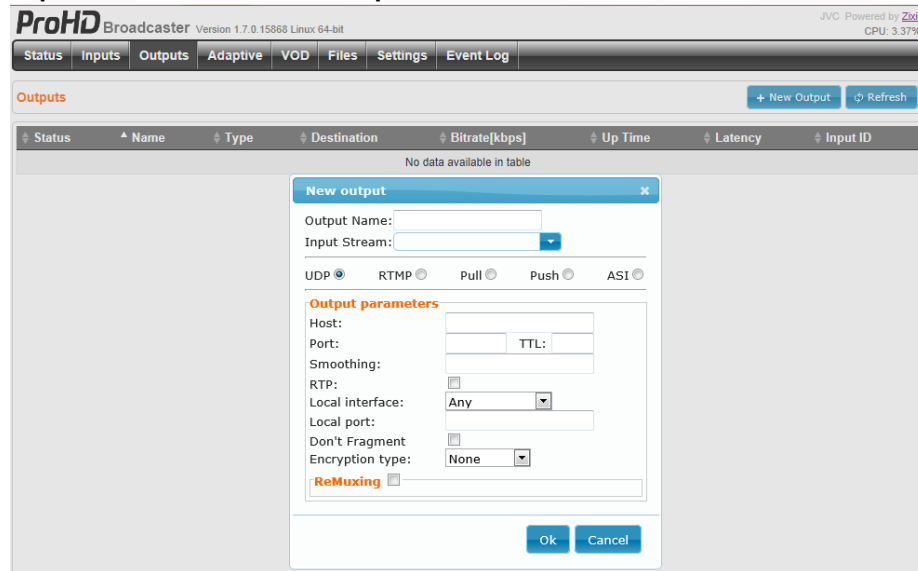 ProHD Broadcaster Version 1.7.0.15868 Linux 64-bit
JVC Powered by Zixi
CPU: 3.37%
Status Inputs Outputs Adaptive VOD Files Settings Event Log
Outputs
+ New Output Refresh
Status Name Type Destination Bitrate[kbps] Up Time Latency Input ID
No data available in table
New output
Output Name:
Input Stream:
UDP RTMP Pull Push ASI
Output parameters
Host:
Port: TTL:
Smoothing:
RTP:
Local interface: Any
Local port:
Don't Fragment
Encryption type: None
ReMuxing
Ok Cancel